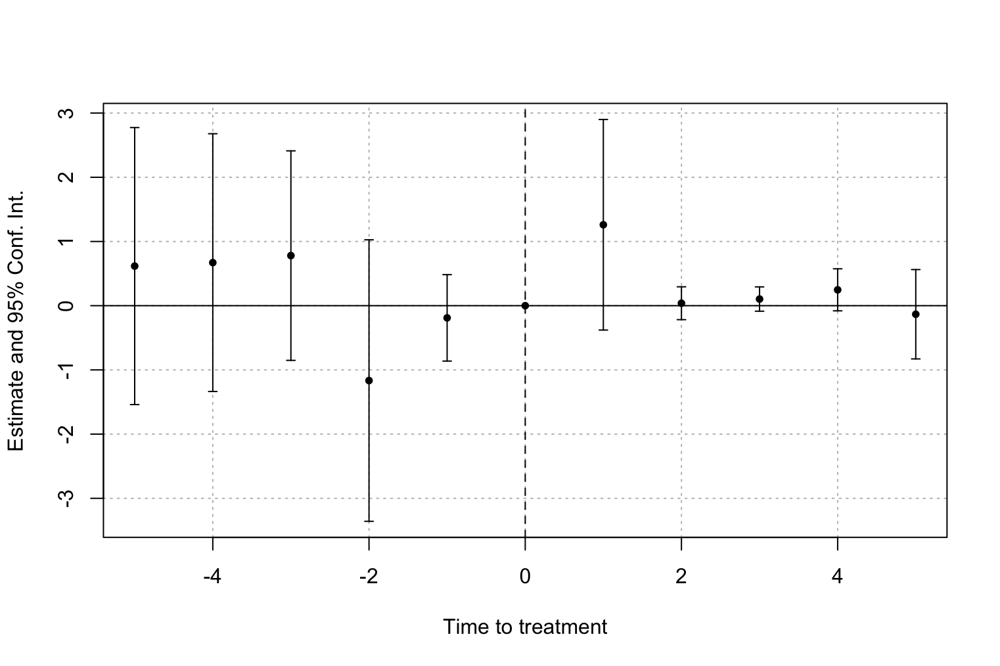 Estimate and 95% Conf. Int.
3
2
1
0
-1
-2
-3
-4 -2 0 2 4
Time to treatment